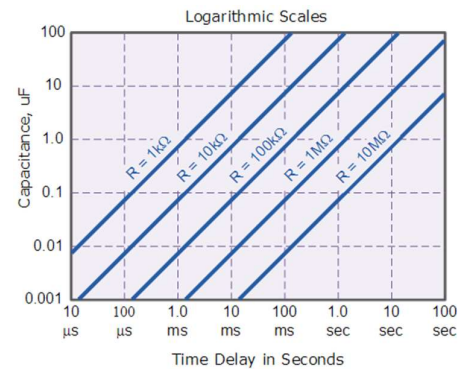 Logarithmic Scales
100
10
1.0
0.1
0.01
0.001
Capacitance, uF
R = 1kΩ
R = 10kΩ
R = 100kΩ
R = 1MΩ
R = 10MΩ
10 100 1.0 10 100 1.0 10 100
µs µs ms ms ms sec sec sec
Time Delay in Seconds